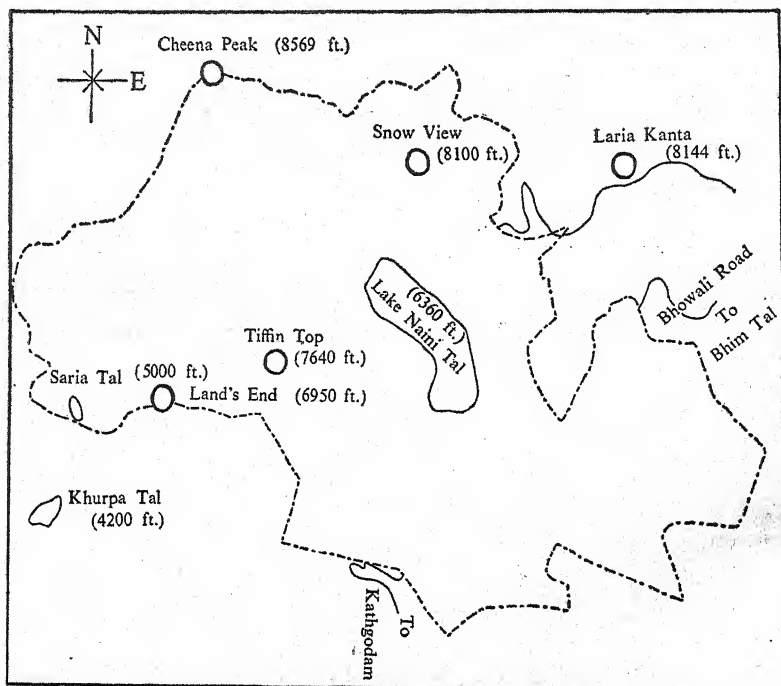 N
E
Cheena Peak (8569 ft.)
Snow View
(8100 ft.)
Laria Kanta
(8144 ft.)
Lake Naini Tal
(6360 ft.)
Bhowali Road
To
Bhim Tal
Tiffin Top
(7640 ft.)
Saria Tal (5000 ft.)
Land's End (6950 ft.)
Khurpa Tal
(4200 ft.)
To
Kathgodam